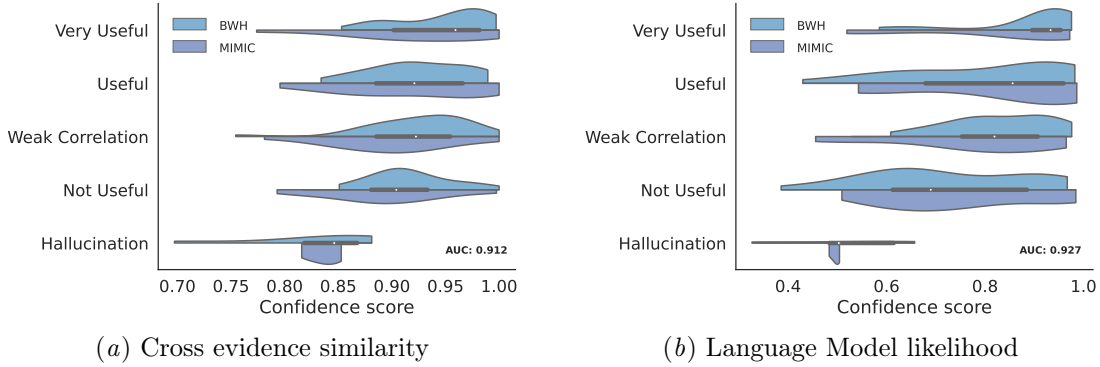 Very Useful
Useful
Weak Correlation
Not Useful
Hallucination
BWH
MIMIC
AUC: 0.912
0.70 0.75 0.80 0.85 0.90 0.95 1.00
Confidence score
(a) Cross evidence similarity
Very Useful
Useful
Weak Correlation
Not Useful
Hallucination
BWH
MIMIC
AUC: 0.927
0.4 0.6 0.8 1.0
Confidence score
(b) Language Model likelihood